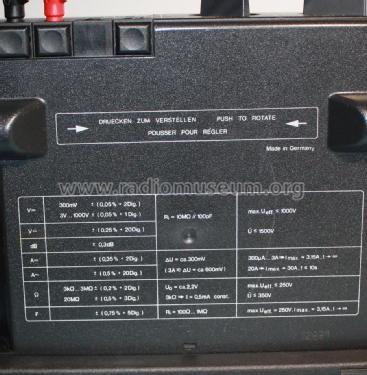 DRUECKEN ZUM VERSTELLEN PUSH TO ROTATE
POUSSER POUR RÉGLER
Made in Germany
www.radiomuseum.org
V⎓ 300mV ± (0,05% + 2Dig.)
3V...1000V ± (0,05% + 1Dig.)
Rᵢ = 10MΩ // 100pF
max. Ueff ≤ 1000V
V~ ± (0,25% + 20Dig.)
Û ≤ 1500V
dB ± 0,3dB
A⎓ ± (0,35% + 2Dig.) ΔU = ca. 300mV 300µA...3A ⇒ Imax. = 3,15A, t → ∞
A~ ± (0,5% + 20Dig.) (3A ≙ ΔU = ca. 600mV) 20A ⇒ Imax. = 30A, t ≤ 10s
Ω 3kΩ...3MΩ ± (0,2% + 2Dig.) U₀ = ca. 2,2V max. Ueff ≤ 250V
20MΩ ± (0,5% + 3Dig.) 3kΩ ⇒ I = 0,5mA const. Û ≤ 350V
F ± (0,75% + 5Dig.) Rᵢ = 100Ω...1MΩ max. Ueff = 250V, Imax. = 3,15A, t → ∞